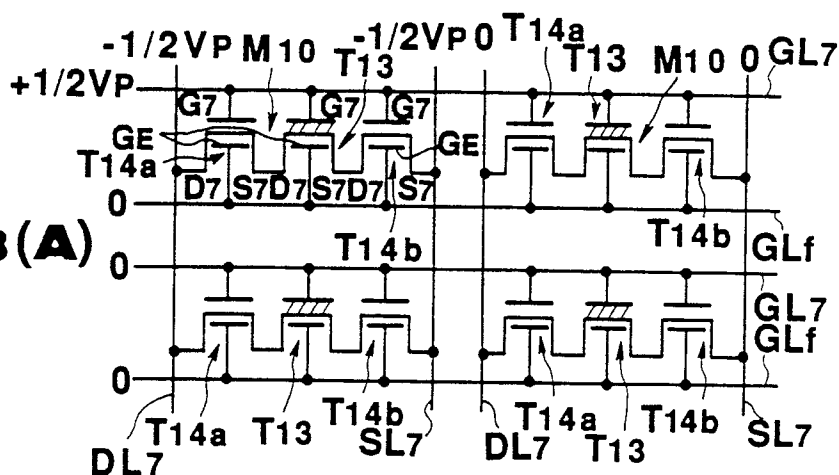 -1/2VP M10 T13 -1/2VP 0 T14a T13 M10 0 GL7
+1/2VP
G7 G7 G7
GE GE
T14a
D7 S7 D7 S7 D7 S7
0
T14b T14b GLf
(A)
0
GL7
GLf
0
T14a T13 T14b SL7 T14a T13 T14b SL7
DL7 DL7